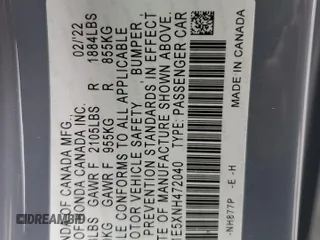 OF CANADA MFG.,
OF HONDA CANADA INC. 02/'22
LBS GAWR F 2105LBS R 1884LBS
KG GAWR F 955KG R 855KG
LE CONFORMS TO ALL APPLICABLE
MOTOR VEHICLE SAFETY, BUMPER,
PREVENTION STANDARDS IN EFFECT
TE OF MANUFACTURE SHOWN ABOVE.
E5XNH472040 TYPE: PASSENGER CAR
NH877P -E -H
MADE IN CANADA
DREAMBID.COM